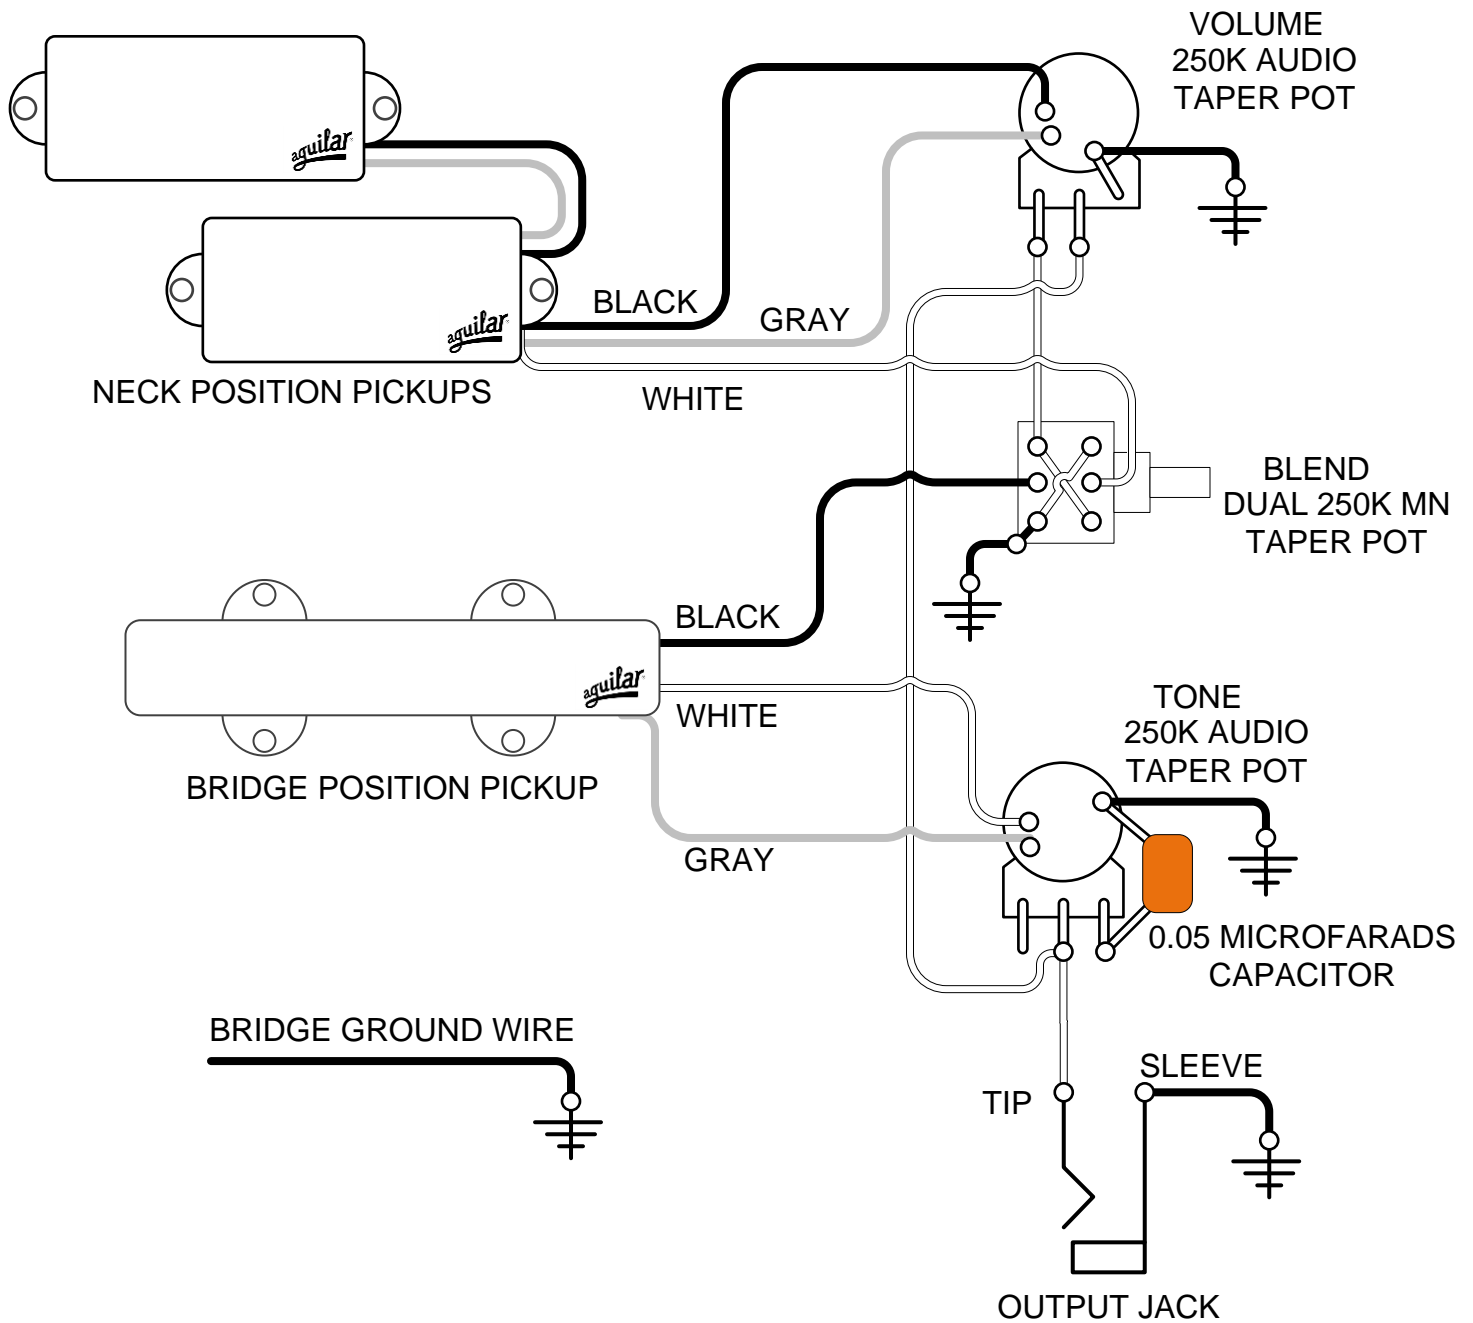 VOLUME
250K AUDIO
TAPER POT
aguilar
BLACK
GRAY
aguilar
NECK POSITION PICKUPS
WHITE
BLEND
DUAL 250K MN
TAPER POT
BLACK
aguilar
WHITE
TONE
250K AUDIO
TAPER POT
BRIDGE POSITION PICKUP
GRAY
0.05 MICROFARADS
CAPACITOR
BRIDGE GROUND WIRE
SLEEVE
TIP
OUTPUT JACK